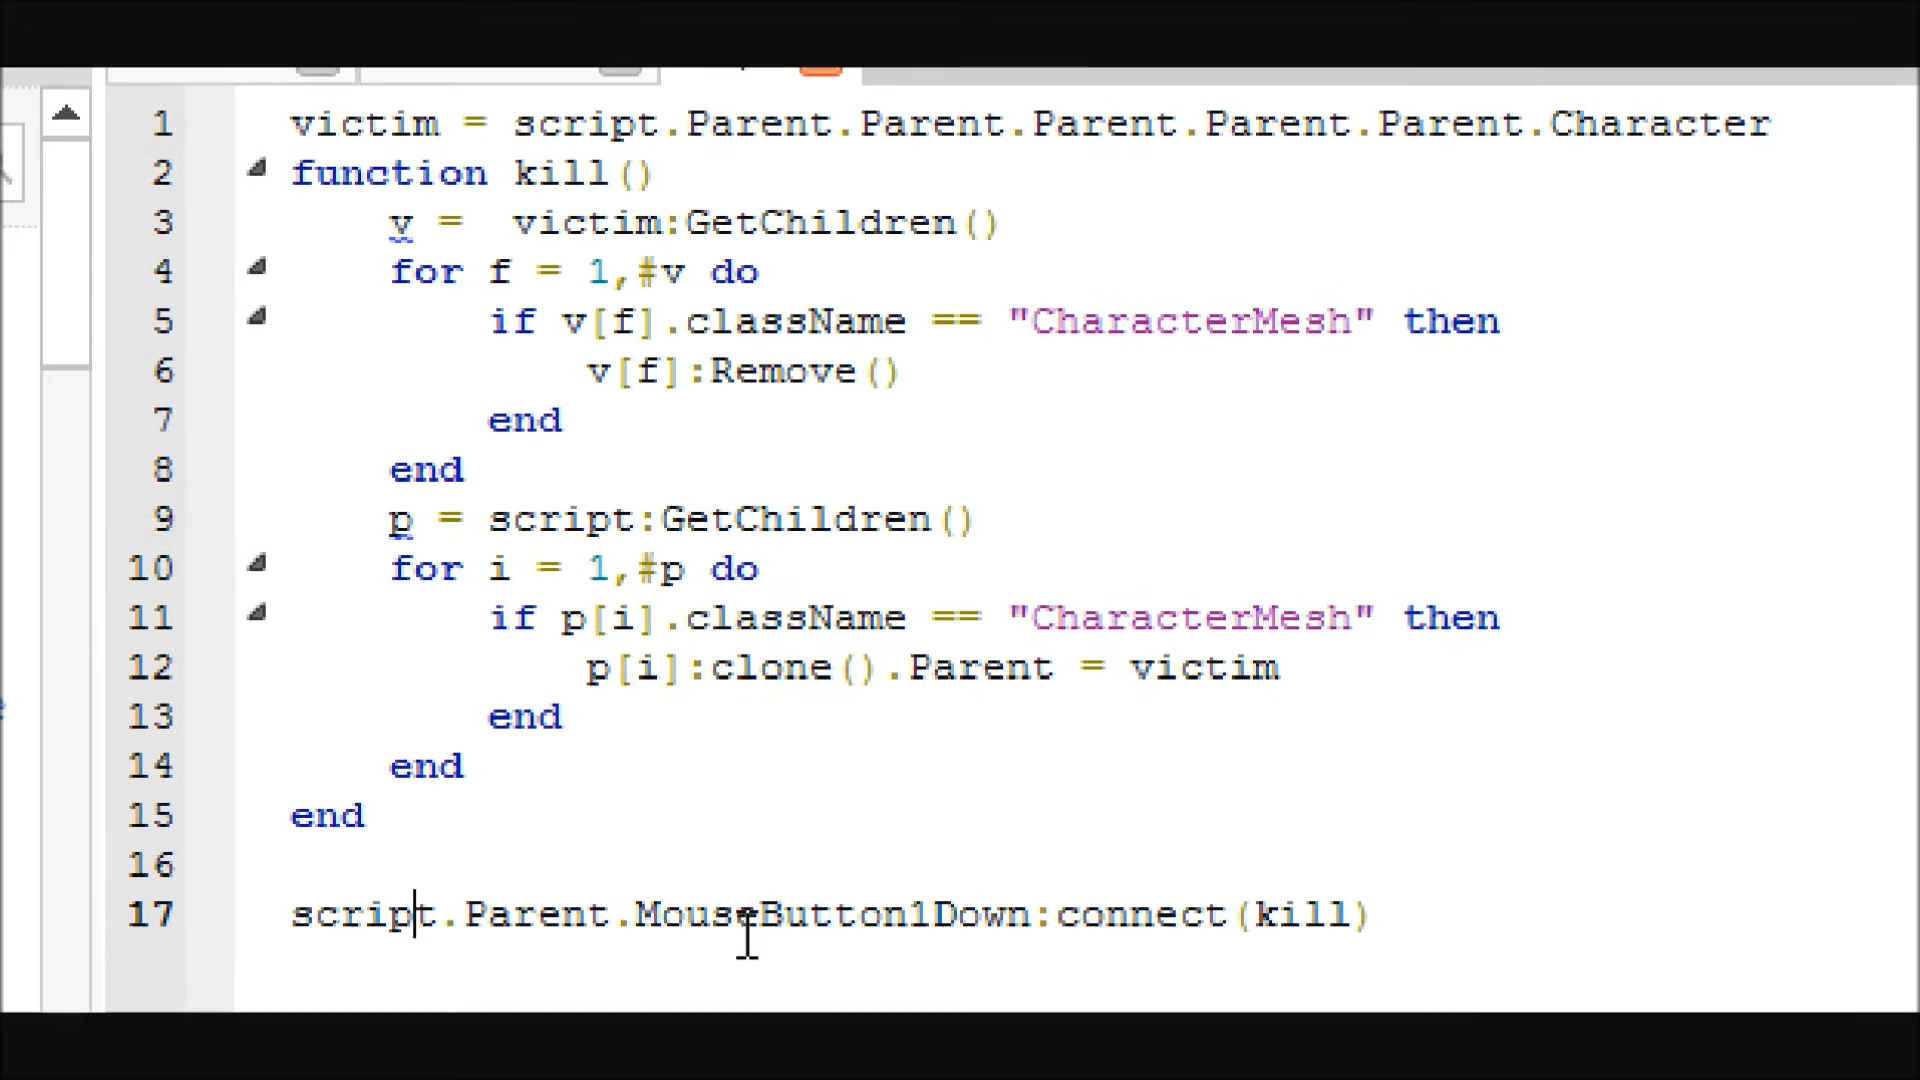 1 victim = script.Parent.Parent.Parent.Parent.Parent.Character
2 function kill()
3 v =  victim:GetChildren()
4 for f = 1,#v do
5 if v[f].className == "CharacterMesh" then
6 v[f]:Remove()
7 end
8 end
9 p = script:GetChildren()
10 for i = 1,#p do
11 if p[i].className == "CharacterMesh" then
12 p[i]:clone().Parent = victim
13 end
14 end
15 end
16
17 script.Parent.MouseButton1Down:connect(kill)